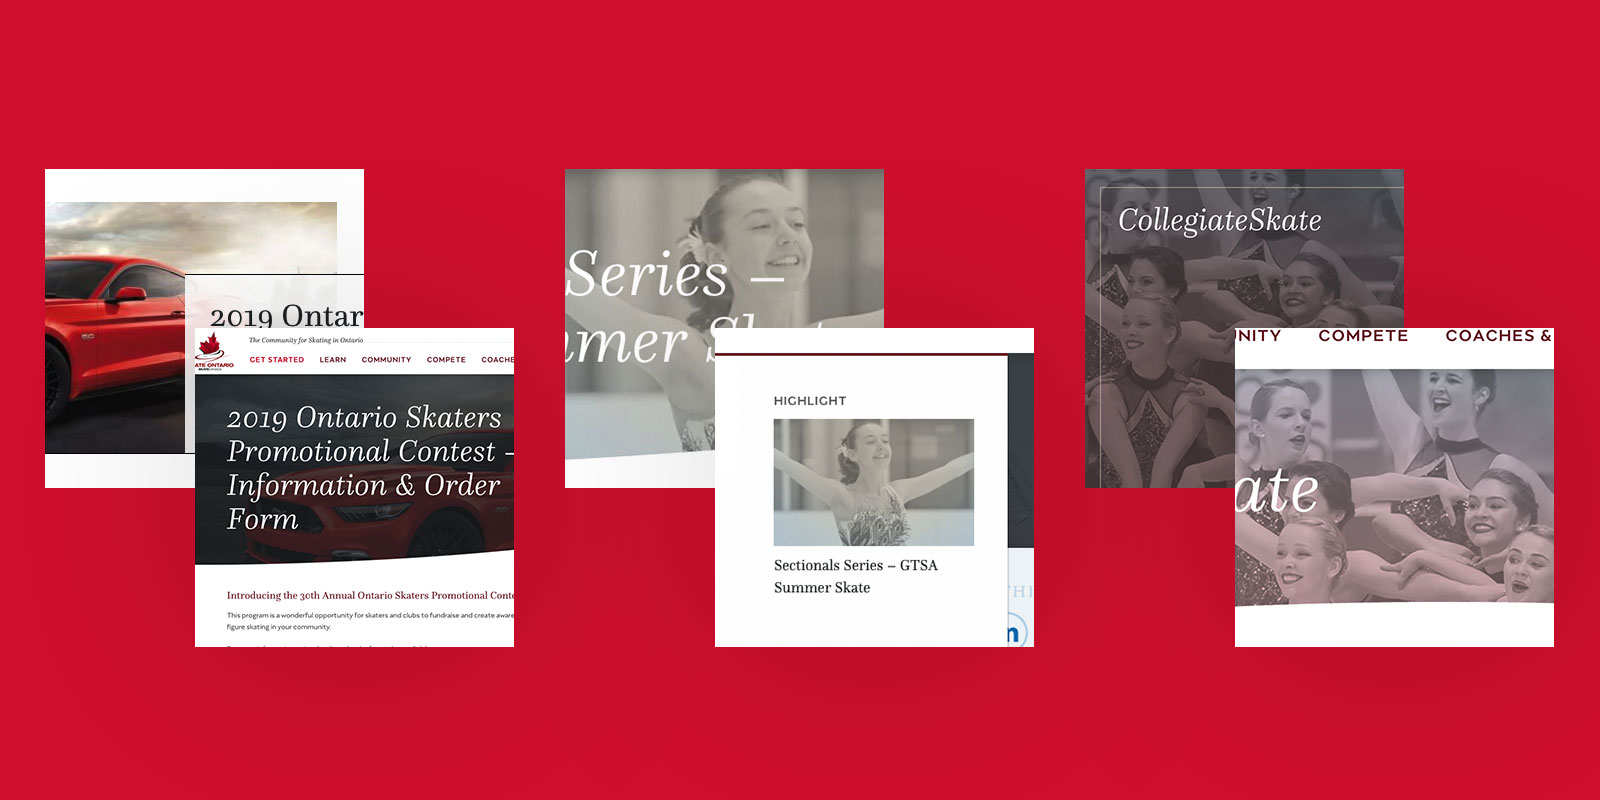 2019 Ontar
ATE ONTARIO
The Community for Skating in Ontario
GET STARTED LEARN COMMUNITY COMPETE COACHE
2019 Ontario Skaters
Promotional Contest -
Information & Order
Form
Introducing the 30th Annual Ontario Skaters Promotional Conte
This program is a wonderful opportunity for skaters and clubs to fundraise and create aware
figure skating in your community.
Series –
mmer
HIGHLIGHT
Sectionals Series – GTSA
Summer Skate
THE
in
CollegiateSkate
NITY COMPETE COACHES &
ate